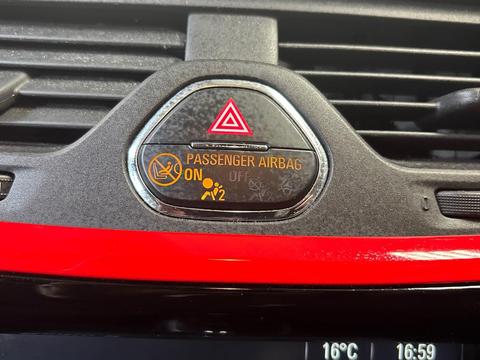 PASSENGER AIRBAG
ON OFF
2
16°C 16:59